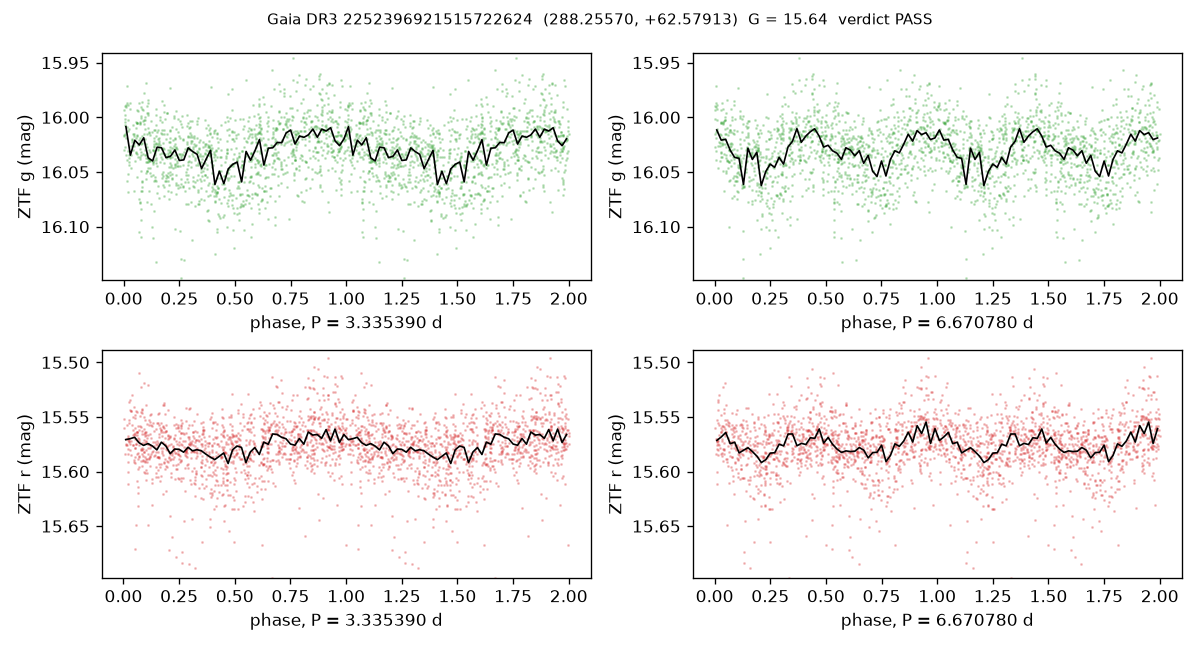 Gaia DR3 2252396921515722624  (288.25570, +62.57913)  G = 15.64  verdict PASS
15.95
16.00
16.05
16.10
ZTF g (mag)
0.00 0.25 0.50 0.75 1.00 1.25 1.50 1.75 2.00
phase, P = 3.335390 d
15.95
16.00
16.05
16.10
ZTF g (mag)
0.00 0.25 0.50 0.75 1.00 1.25 1.50 1.75 2.00
phase, P = 6.670780 d
15.50
15.55
15.60
15.65
ZTF r (mag)
0.00 0.25 0.50 0.75 1.00 1.25 1.50 1.75 2.00
phase, P = 3.335390 d
15.50
15.55
15.60
15.65
ZTF r (mag)
0.00 0.25 0.50 0.75 1.00 1.25 1.50 1.75 2.00
phase, P = 6.670780 d